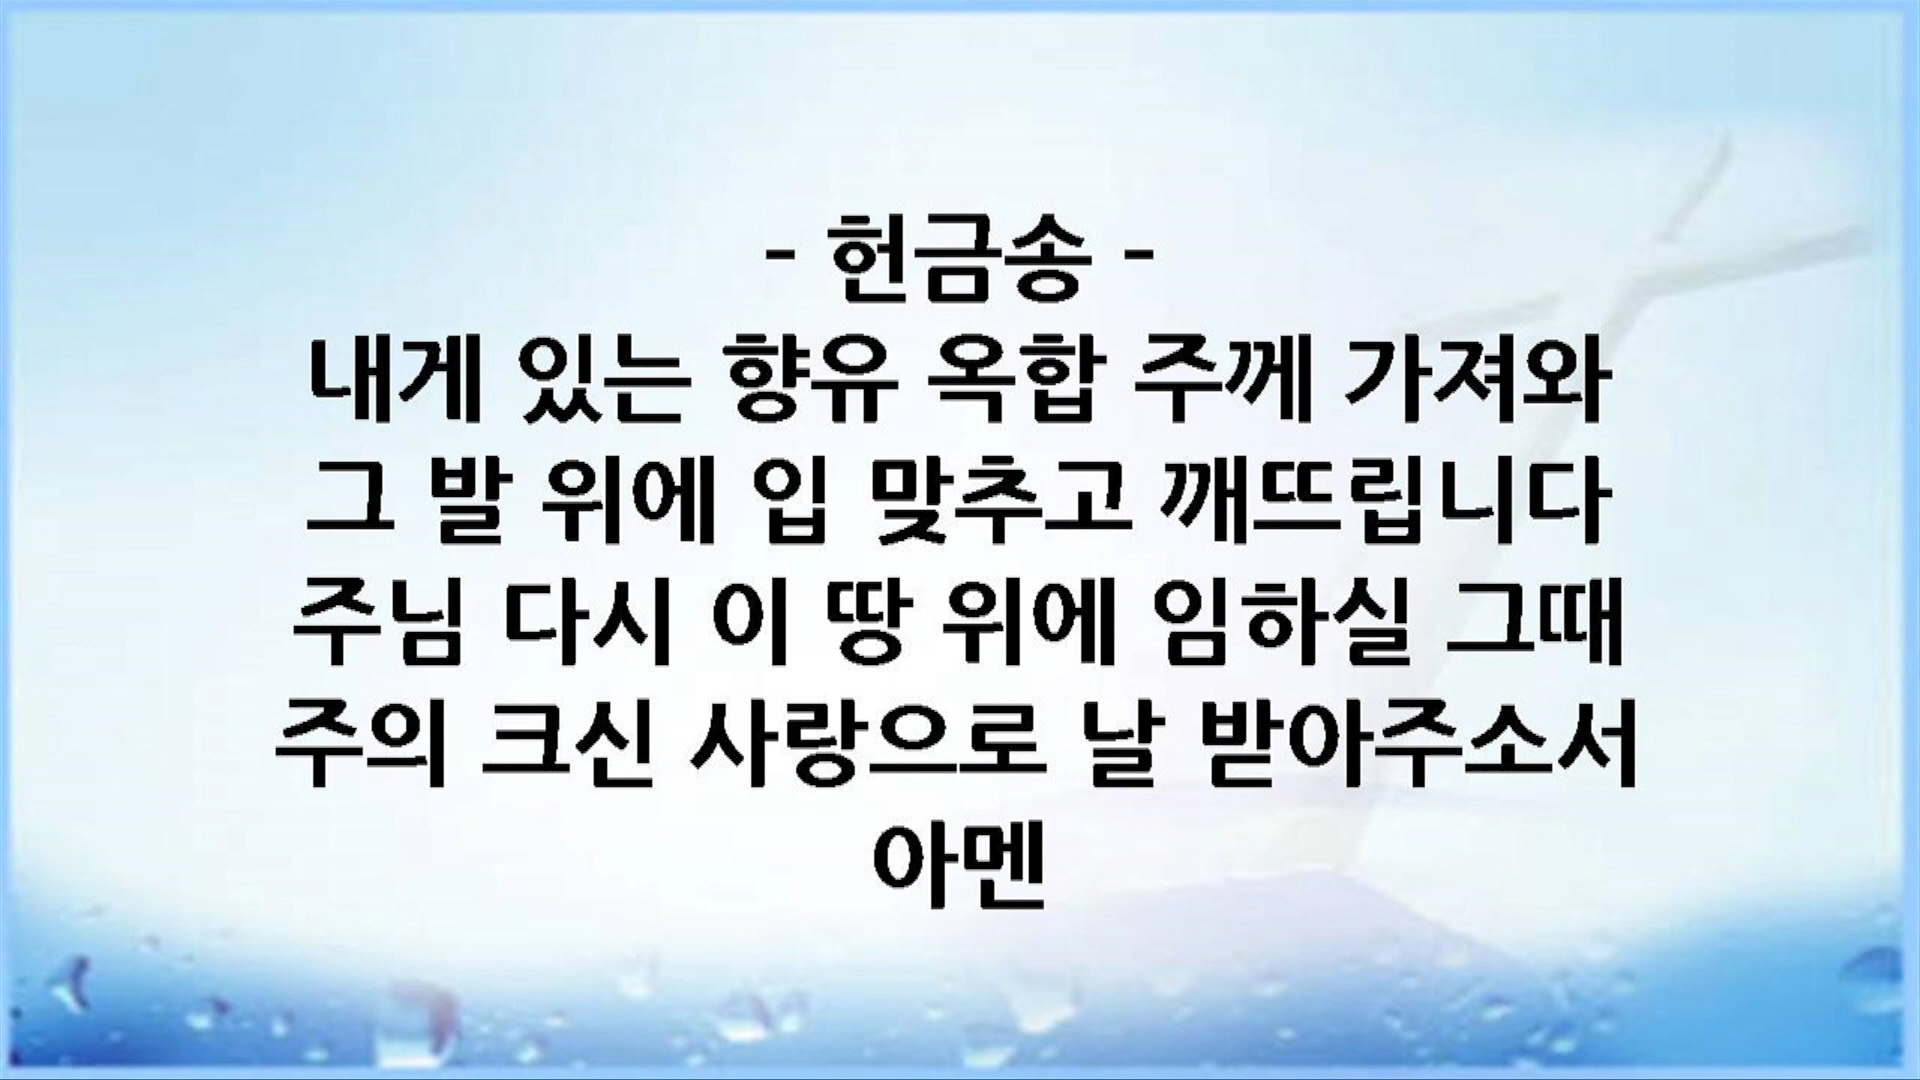 - 헌금송 -
내게 있는 향유 옥합 주께 가져와
그 발 위에 입 맞추고 깨뜨립니다
주님 다시 이 땅 위에 임하실 그때
주의 크신 사랑으로 날 받아주소서
아멘